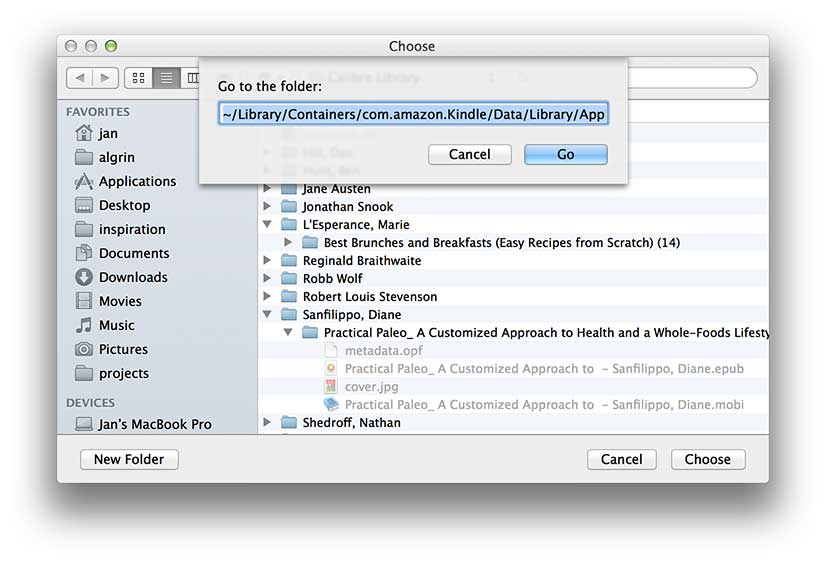 Choose
Go to the folder:
~/Library/Containers/com.amazon.Kindle/Data/Library/App
Cancel
Go
FAVORITES
jan
algrin
Applications
Desktop
inspiration
Documents
Downloads
Movies
Music
Pictures
projects
DEVICES
Jan's MacBook Pro
Calibre Library
Jane Austen
Jonathan Snook
L'Esperance, Marie
Best Brunches and Breakfasts (Easy Recipes from Scratch) (14)
Reginald Braithwaite
Robb Wolf
Robert Louis Stevenson
Sanfilippo, Diane
Practical Paleo_ A Customized Approach to Health and a Whole-Foods Lifesty
metadata.opf
Practical Paleo_ A Customized Approach to - Sanfilippo, Diane.epub
cover.jpg
Practical Paleo_ A Customized Approach to - Sanfilippo, Diane.mobi
Shedroff, Nathan
New Folder
Cancel
Choose